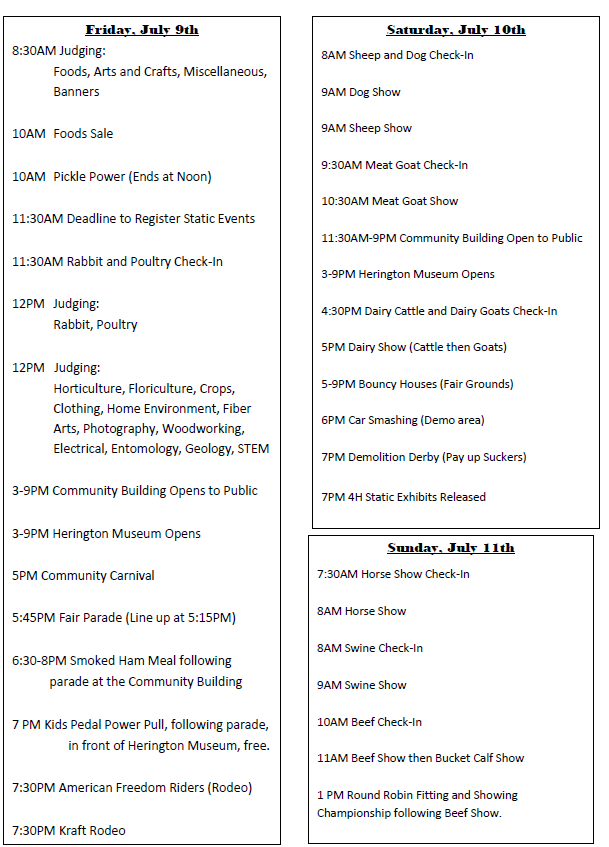 Friday, July 9th
8:30AM Judging:
Foods, Arts and Crafts, Miscellaneous,
Banners
10AM Foods Sale
10AM Pickle Power (Ends at Noon)
11:30AM Deadline to Register Static Events
11:30AM Rabbit and Poultry Check-In
12PM Judging:
Rabbit, Poultry
12PM Judging:
Horticulture, Floriculture, Crops,
Clothing, Home Environment, Fiber
Arts, Photography, Woodworking,
Electrical, Entomology, Geology, STEM
3-9PM Community Building Opens to Public
3-9PM Herington Museum Opens
5PM Community Carnival
5:45PM Fair Parade (Line up at 5:15PM)
6:30-8PM Smoked Ham Meal following
parade at the Community Building
7 PM Kids Pedal Power Pull, following parade,
in front of Herington Museum, free.
7:30PM American Freedom Riders (Rodeo)
7:30PM Kraft Rodeo
Saturday, July 10th
8AM Sheep and Dog Check-In
9AM Dog Show
9AM Sheep Show
9:30AM Meat Goat Check-In
10:30AM Meat Goat Show
11:30AM-9PM Community Building Open to Public
3-9PM Herington Museum Opens
4:30PM Dairy Cattle and Dairy Goats Check-In
5PM Dairy Show (Cattle then Goats)
5-9PM Bouncy Houses (Fair Grounds)
6PM Car Smashing (Demo area)
7PM Demolition Derby (Pay up Suckers)
7PM 4H Static Exhibits Released
Sunday, July 11th
7:30AM Horse Show Check-In
8AM Horse Show
8AM Swine Check-In
9AM Swine Show
10AM Beef Check-In
11AM Beef Show then Bucket Calf Show
1 PM Round Robin Fitting and Showing
Championship following Beef Show.